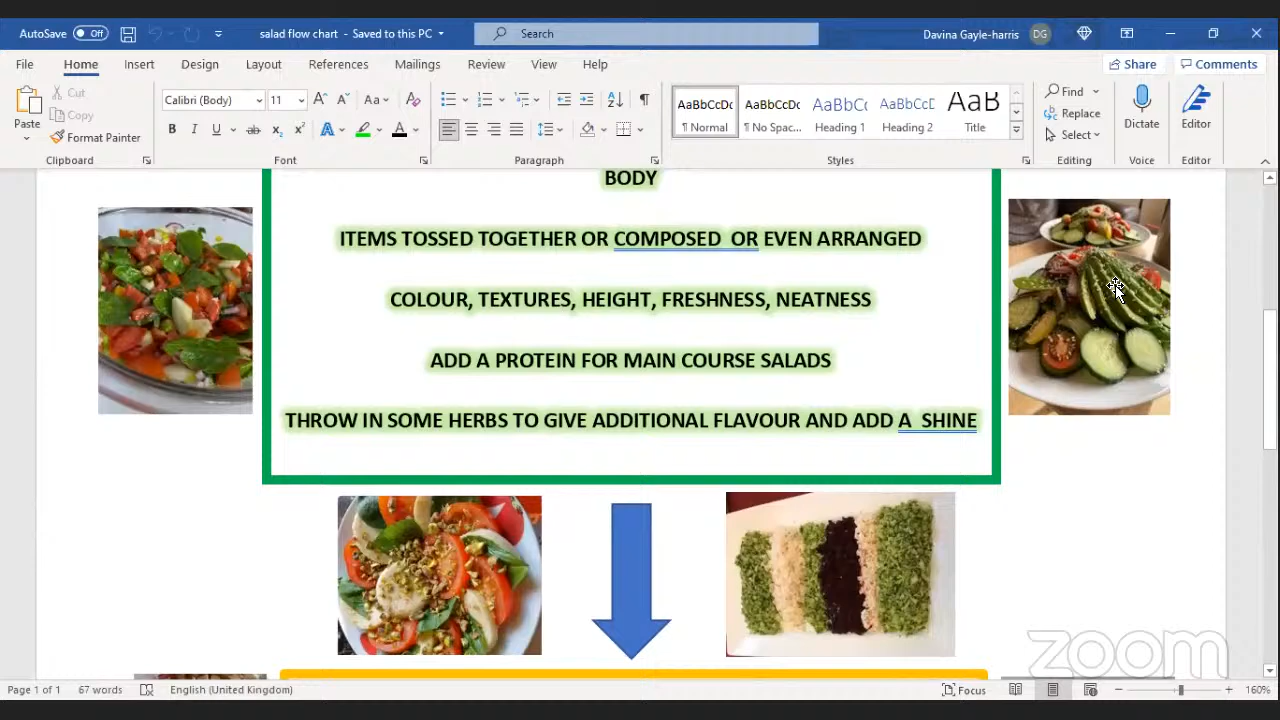 AutoSave Off salad flow chart - Saved to this PC Search Davina Gayle-harris DG
File Home Insert Design Layout References Mailings Review View Help Share Comments
Paste Cut Copy Format Painter
Calibri (Body) 11
AaBbCcDc AaBbCcDc AaBbCc AaBbCcE AaB
¶ Normal ¶ No Spac... Heading 1 Heading 2 Title
Find Replace Select
Dictate Editor
Clipboard Font Paragraph Styles Editing Voice Editor
BODY
ITEMS TOSSED TOGETHER OR COMPOSED OR EVEN ARRANGED
COLOUR, TEXTURES, HEIGHT, FRESHNESS, NEATNESS
ADD A PROTEIN FOR MAIN COURSE SALADS
THROW IN SOME HERBS TO GIVE ADDITIONAL FLAVOUR AND ADD A SHINE
zoom
Page 1 of 1 67 words English (United Kingdom) Focus 160%